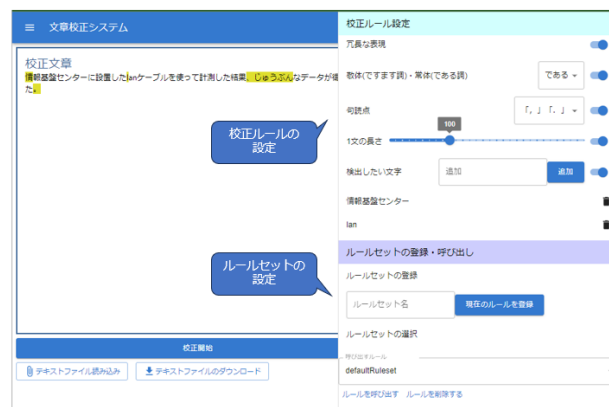 文章校正システム
校正文章
情報基盤センターに設置したlanケーブルを使って計測した結果、じゅうぶんなデータが
た。
校正ルールの
設定
ルールセットの
設定
校正開始
テキストファイル読み込み
テキストファイルのダウンロード
校正ルール設定
冗長な表現
敬体(ですます調)・常体(である調)
である
句読点
「，」「．」
100
1文の長さ
検出したい文字
追加
追加
情報基盤センター
lan
ルールセットの登録・呼び出し
ルールセットの登録
ルールセット名
現在のルールを登録
ルールセットの選択
呼び出すルール
defaultRuleset
ルールを呼び出す
ルールを削除する